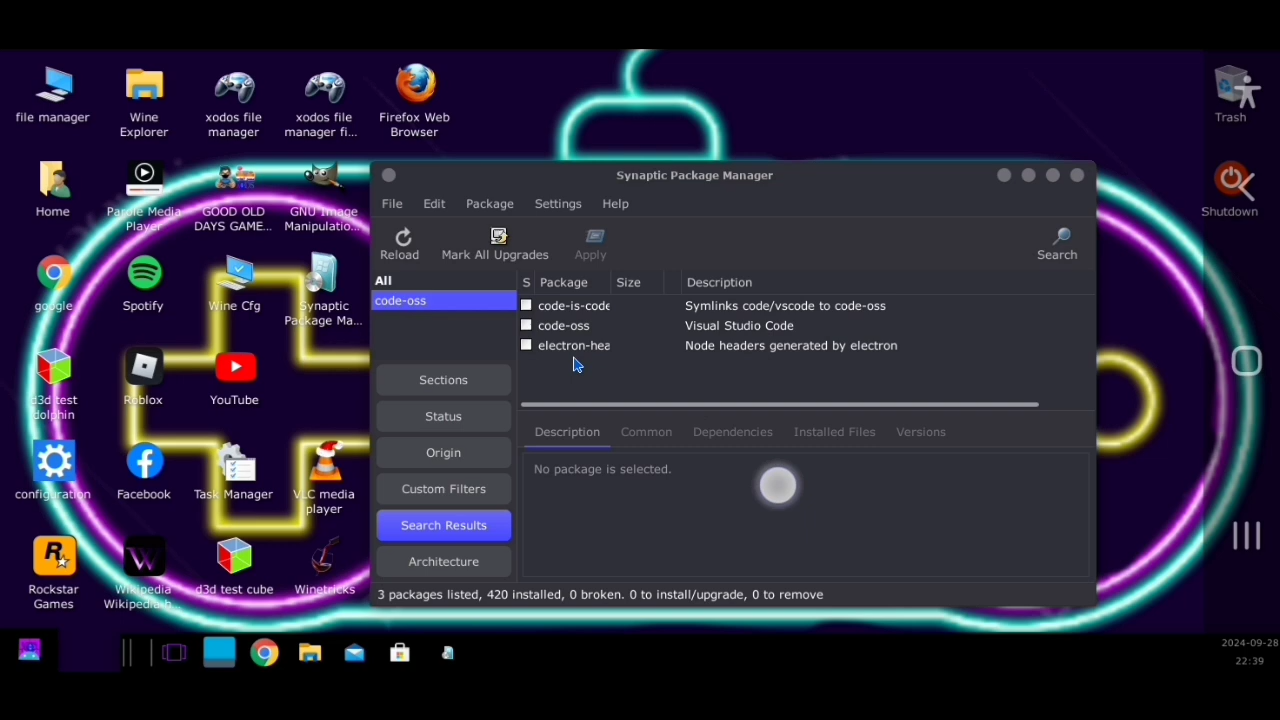 file manager
Wine
Explorer
xodos file
manager
xodos file
manager fi...
Firefox Web
Browser
Trash
Home
Parole Media
Player
GOOD OLD
DAYS GAME...
GNU Image
Manipulatio...
Shutdown
google
Spotify
Wine Cfg
Synaptic
Package Ma...
d3d test
dolphin
Roblox
YouTube
configuration
Facebook
Task Manager
VLC media
player
Rockstar
Games
Wikipedia
Wikipedia-h...
d3d test cube
Winetricks
Synaptic Package Manager
File Edit Package Settings Help
Reload Mark All Upgrades Apply Search
All
code-oss
S Package Size Description
code-is-code Symlinks code/vscode to code-oss
code-oss Visual Studio Code
electron-hea Node headers generated by electron
Sections
Status
Origin
Custom Filters
Search Results
Architecture
Description Common Dependencies Installed Files Versions
No package is selected.
3 packages listed, 420 installed, 0 broken. 0 to install/upgrade, 0 to remove
2024-09-28
22:39